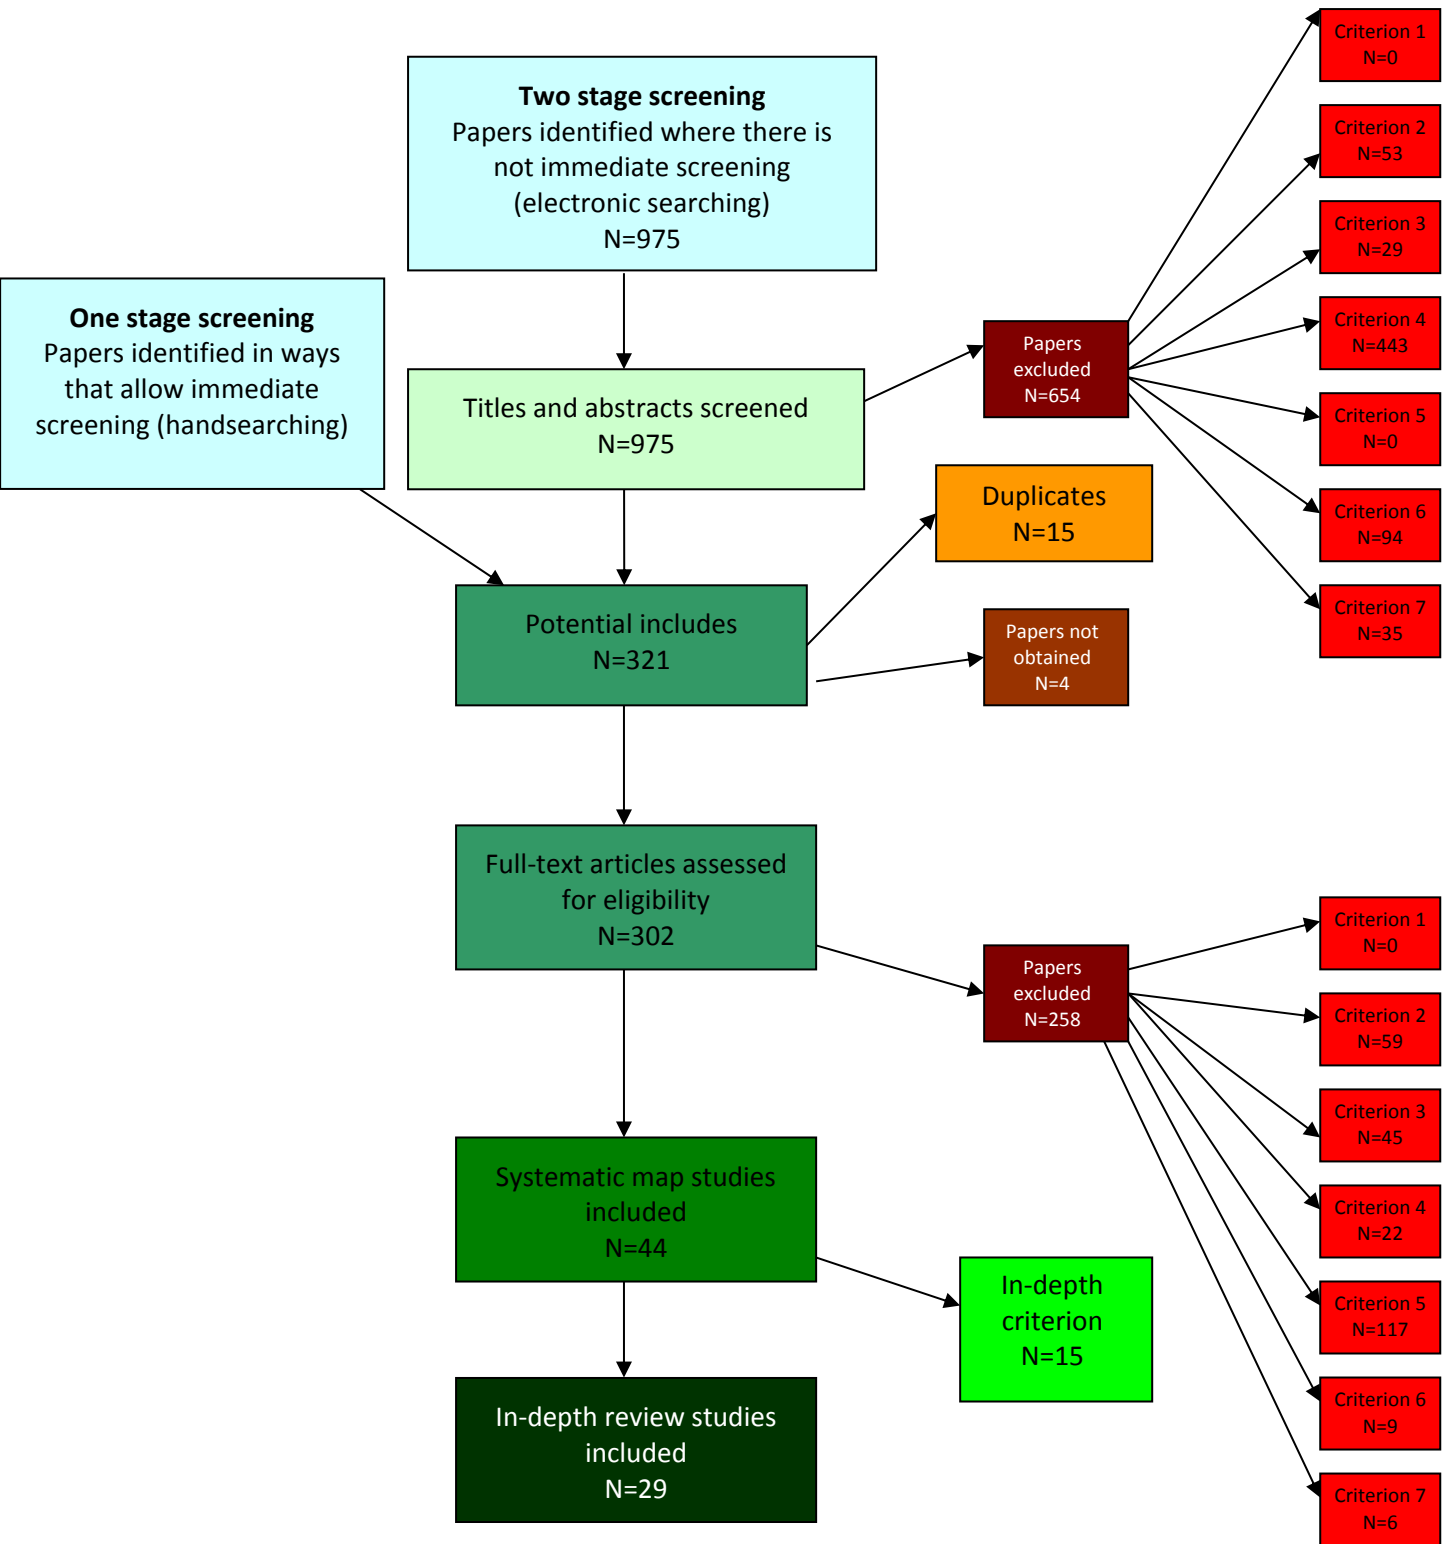 Two stage screening
Papers identified where there is
not immediate screening
(electronic searching)
N=975
One stage screening
Papers identified in ways
that allow immediate
screening (handsearching)
Titles and abstracts screened
N=975
Papers
excluded
N=654
Criterion 1
N=0
Criterion 2
N=53
Criterion 3
N=29
Criterion 4
N=443
Criterion 5
N=0
Criterion 6
N=94
Criterion 7
N=35
Duplicates
N=15
Potential includes
N=321
Papers not
obtained
N=4
Full-text articles assessed
for eligibility
N=302
Papers
excluded
N=258
Criterion 1
N=0
Criterion 2
N=59
Criterion 3
N=45
Criterion 4
N=22
Criterion 5
N=117
Criterion 6
N=9
Criterion 7
N=6
Systematic map studies
included
N=44
In-depth
criterion
N=15
In-depth review studies
included
N=29